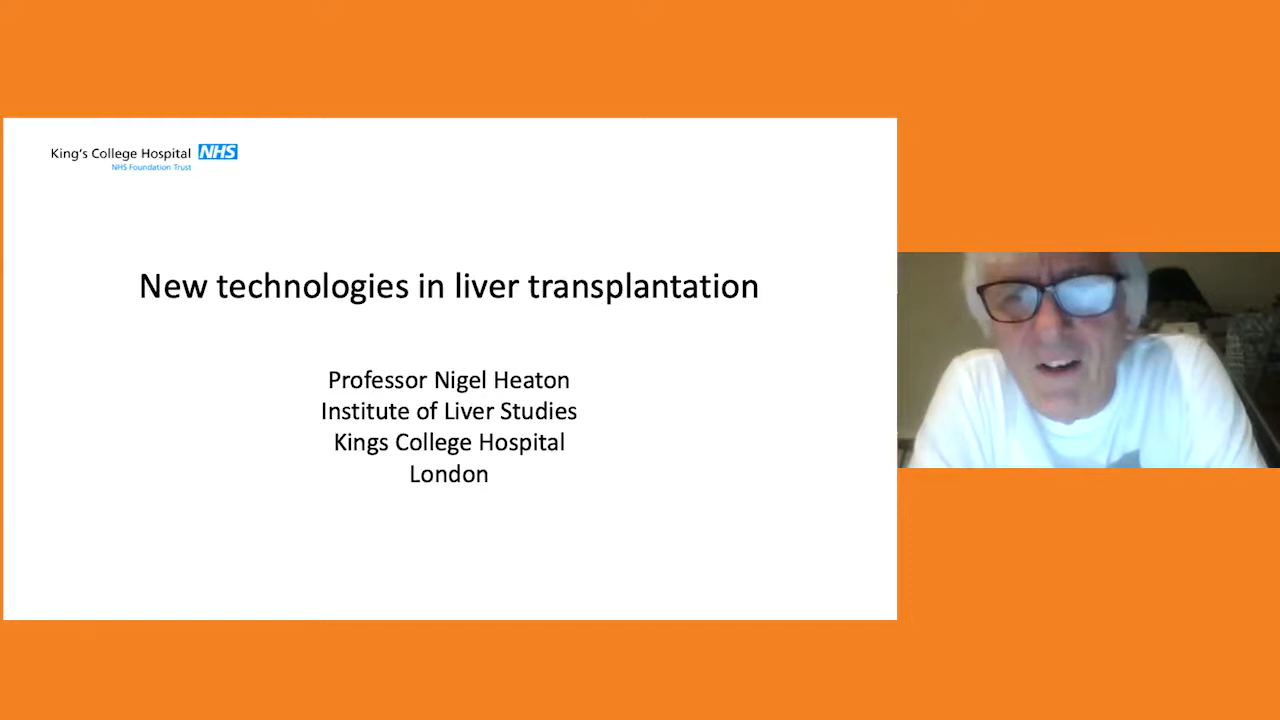 King's College Hospital NHS
NHS Foundation Trust
New technologies in liver transplantation
Professor Nigel Heaton
Institute of Liver Studies
Kings College Hospital
London